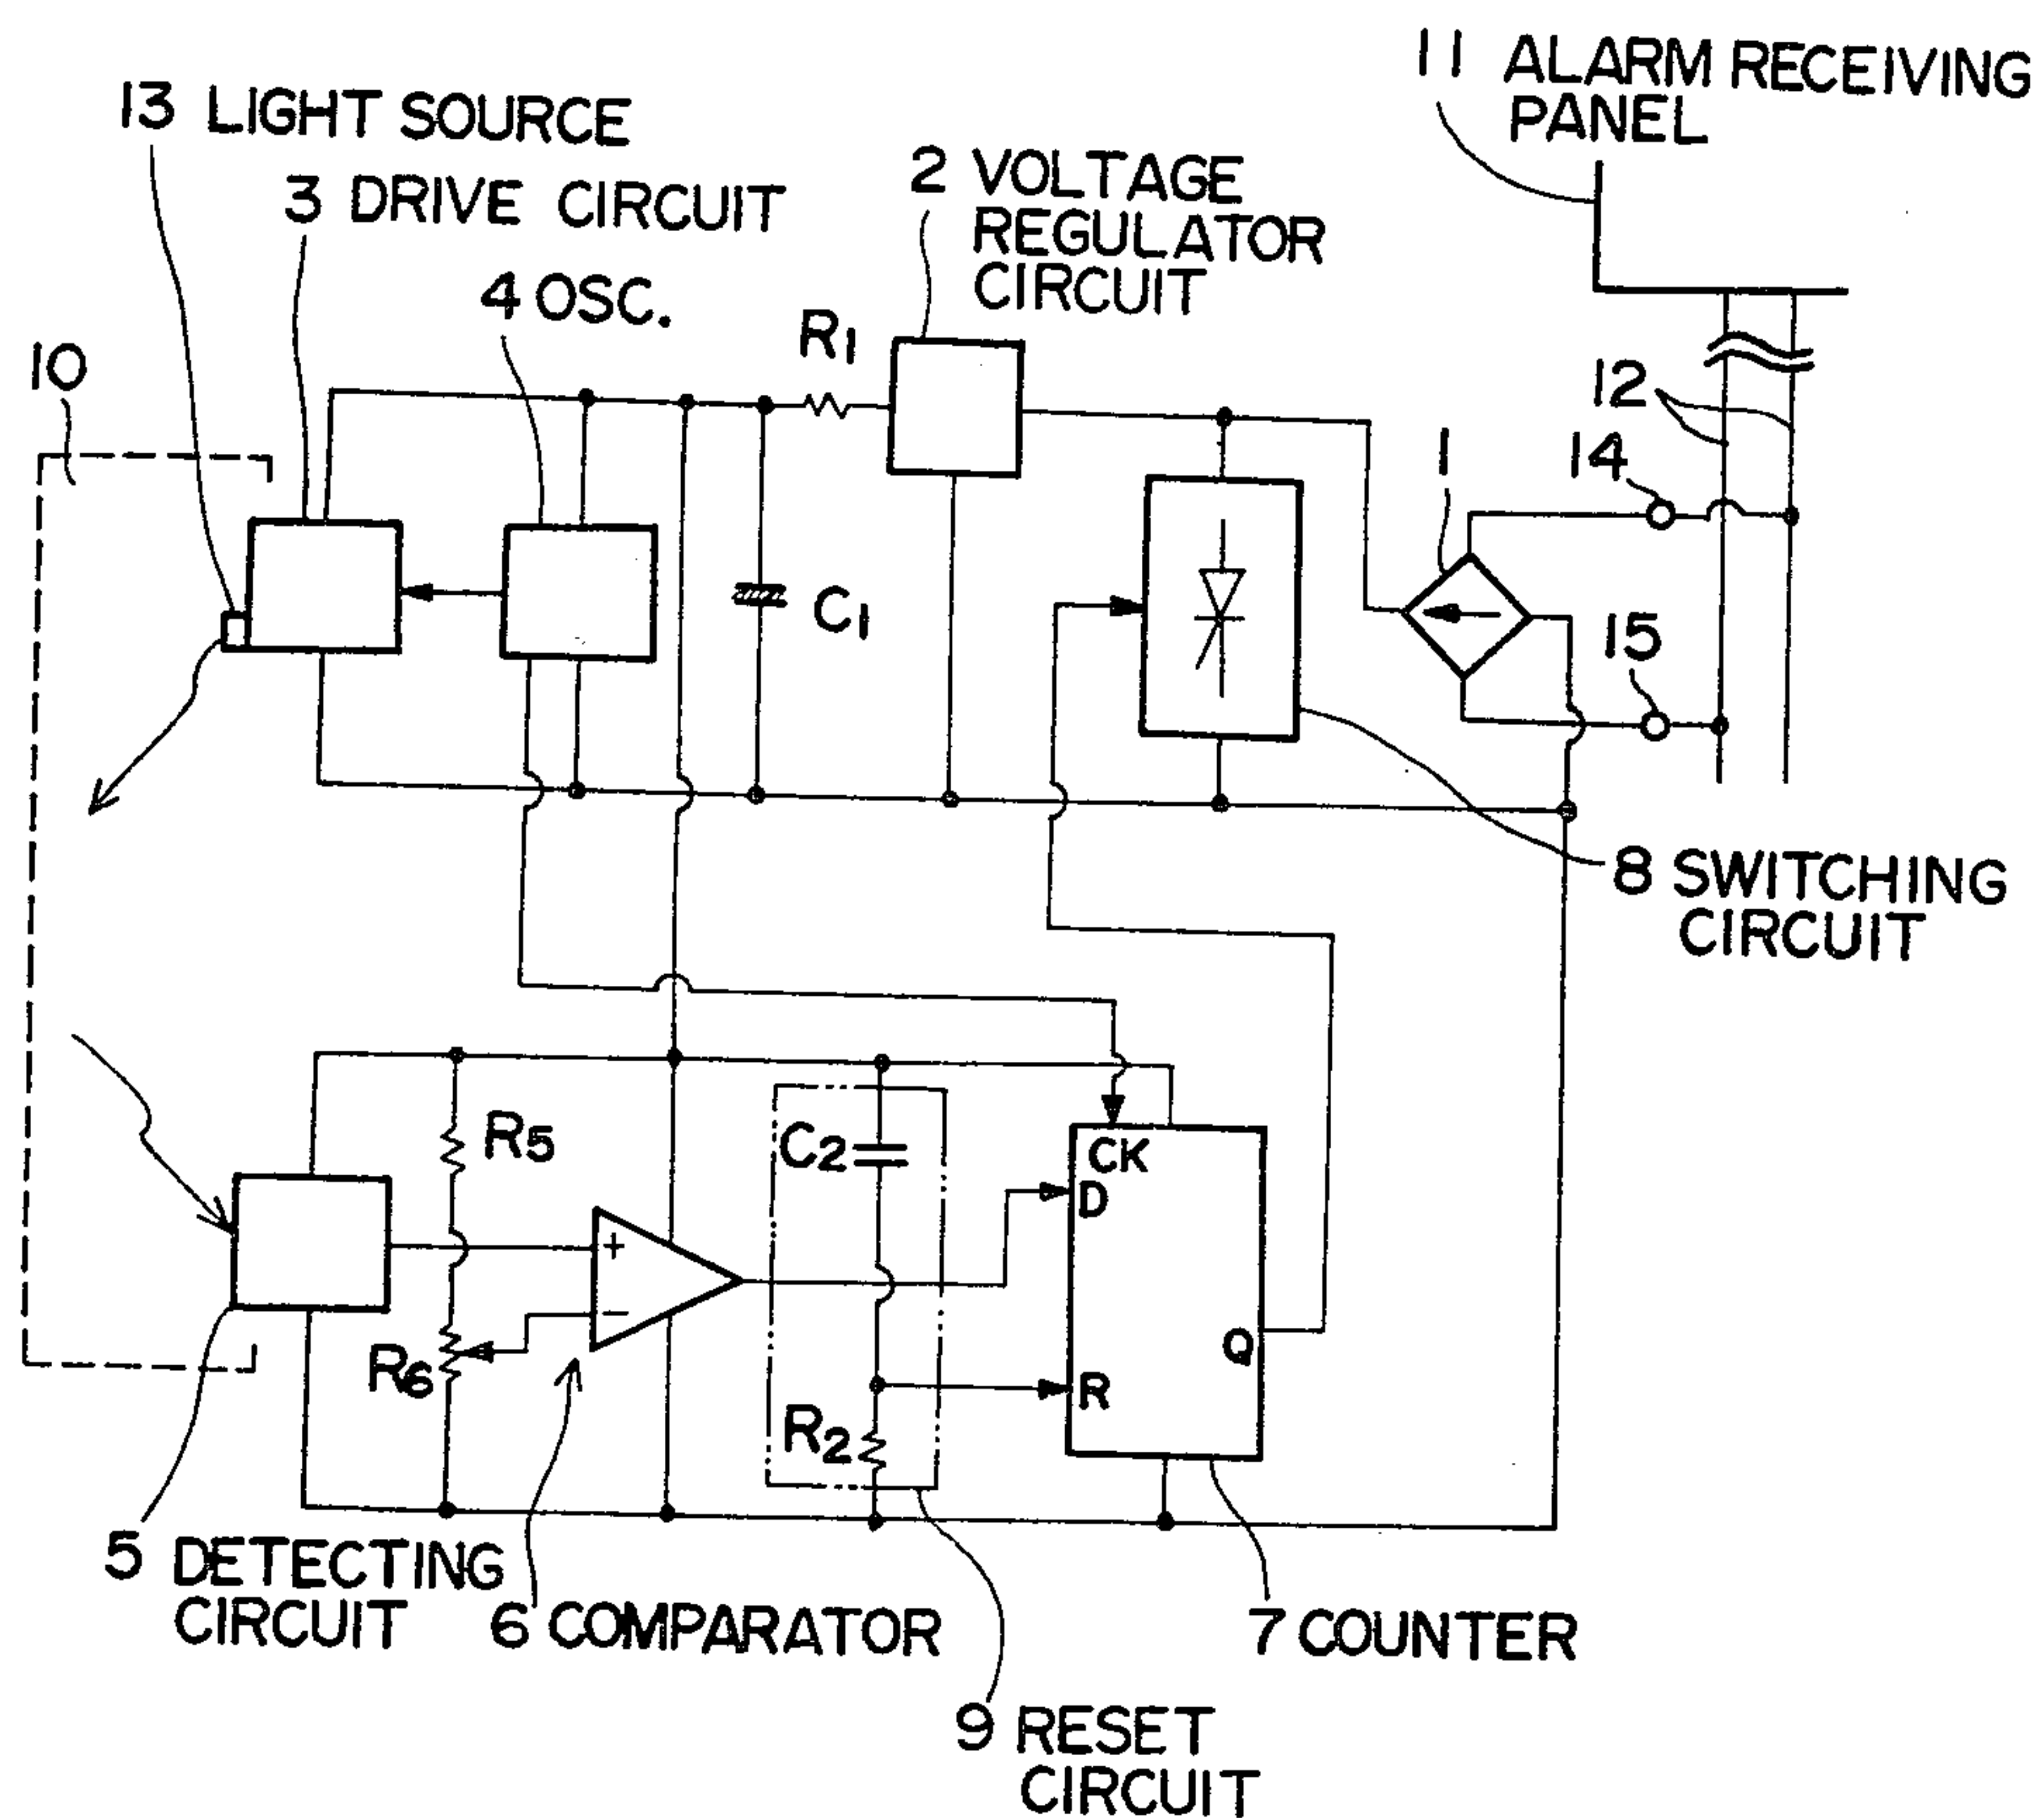 11 ALARM RECEIVING
PANEL
13 LIGHT SOURCE
3 DRIVE CIRCUIT
2 VOLTAGE
REGULATOR
CIRCUIT
4 OSC.
R1
10
12
14
1
C1
15
8 SWITCHING
CIRCUIT
R5
C2
CK
D
+
−
Q
R6
R
R2
5 DETECTING
CIRCUIT
6 COMPARATOR
7 COUNTER
9 RESET
CIRCUIT